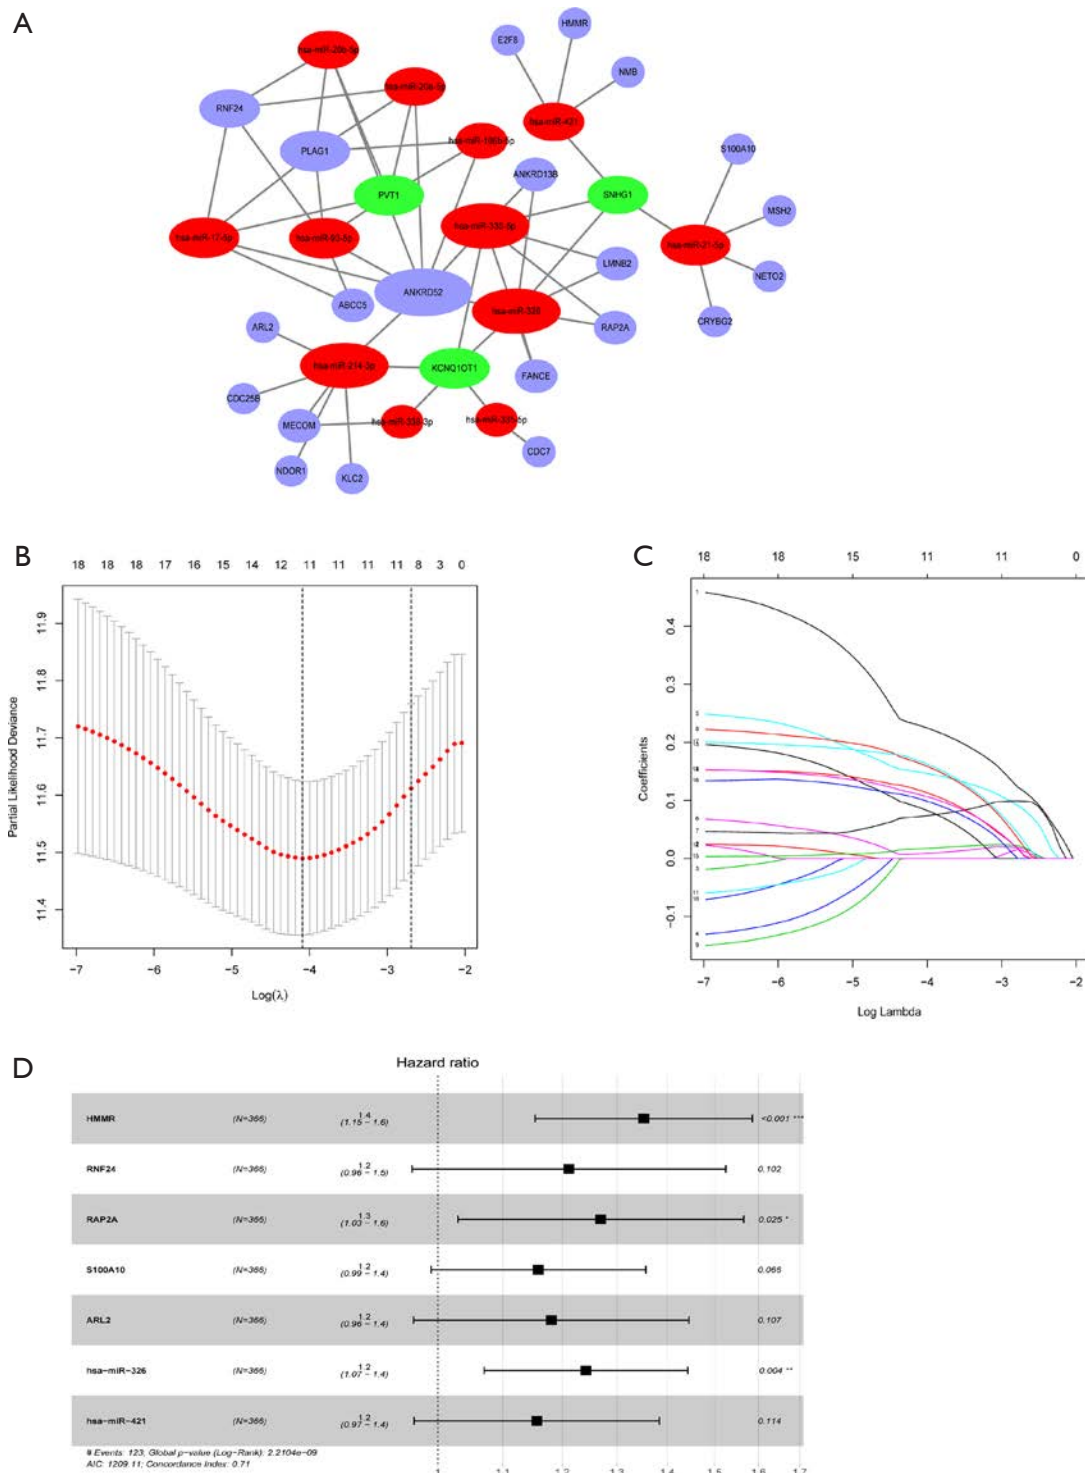 A
HMMR
E2F8
hsa-miR-20b-5p
NMB
hsa-miR-20a-5p
RNF24
hsa-miR-421
hsa-miR-106b-5p
PLAG1
S100A10
ANKRD13B
PVT1
SNHG1
MSH2
hsa-miR-17-5p
hsa-miR-93-5p
hsa-miR-330-5p
hsa-miR-21-5p
LMNB2
NETO2
ANKRD52
ABCC5
hsa-miR-326
CRYBG2
ARL2
RAP2A
hsa-miR-214-3p
KCNQ1OT1
FANCE
CDC25B
MECOM
CDC7
NDOR1
KLC2
B
18 18 18 17 16 15 14 12 11 11 11 11 8 3 0
Partial Likelihood Deviance
11.9
11.8
11.7
11.6
11.5
11.4
−7 −6 −5 −4 −3 −2
Log(λ)
C
18 18 15 11 11 0
Coefficients
0.4
0.3
0.2
0.1
0.0
−0.1
−7 −6 −5 −4 −3 −2
Log Lambda
D
Hazard ratio
HMMR (N=366) 1.4 (1.15 − 1.6) <0.001 ***
RNF24 (N=366) 1.2 (0.96 − 1.5) 0.102
RAP2A (N=366) 1.3 (1.03 − 1.6) 0.025 *
S100A10 (N=366) 1.2 (0.99 − 1.4) 0.066
ARL2 (N=366) 1.2 (0.96 − 1.4) 0.107
hsa−miR−326 (N=366) 1.2 (1.07 − 1.4) 0.004 **
hsa−miR−421 (N=366) 1.2 (0.97 − 1.4) 0.114
# Events: 123; Global p−value (Log−Rank): 2.2104e−09
AIC: 1209.11; Concordance Index: 0.71
1 1.1 1.2 1.3 1.4 1.5 1.6 1.7